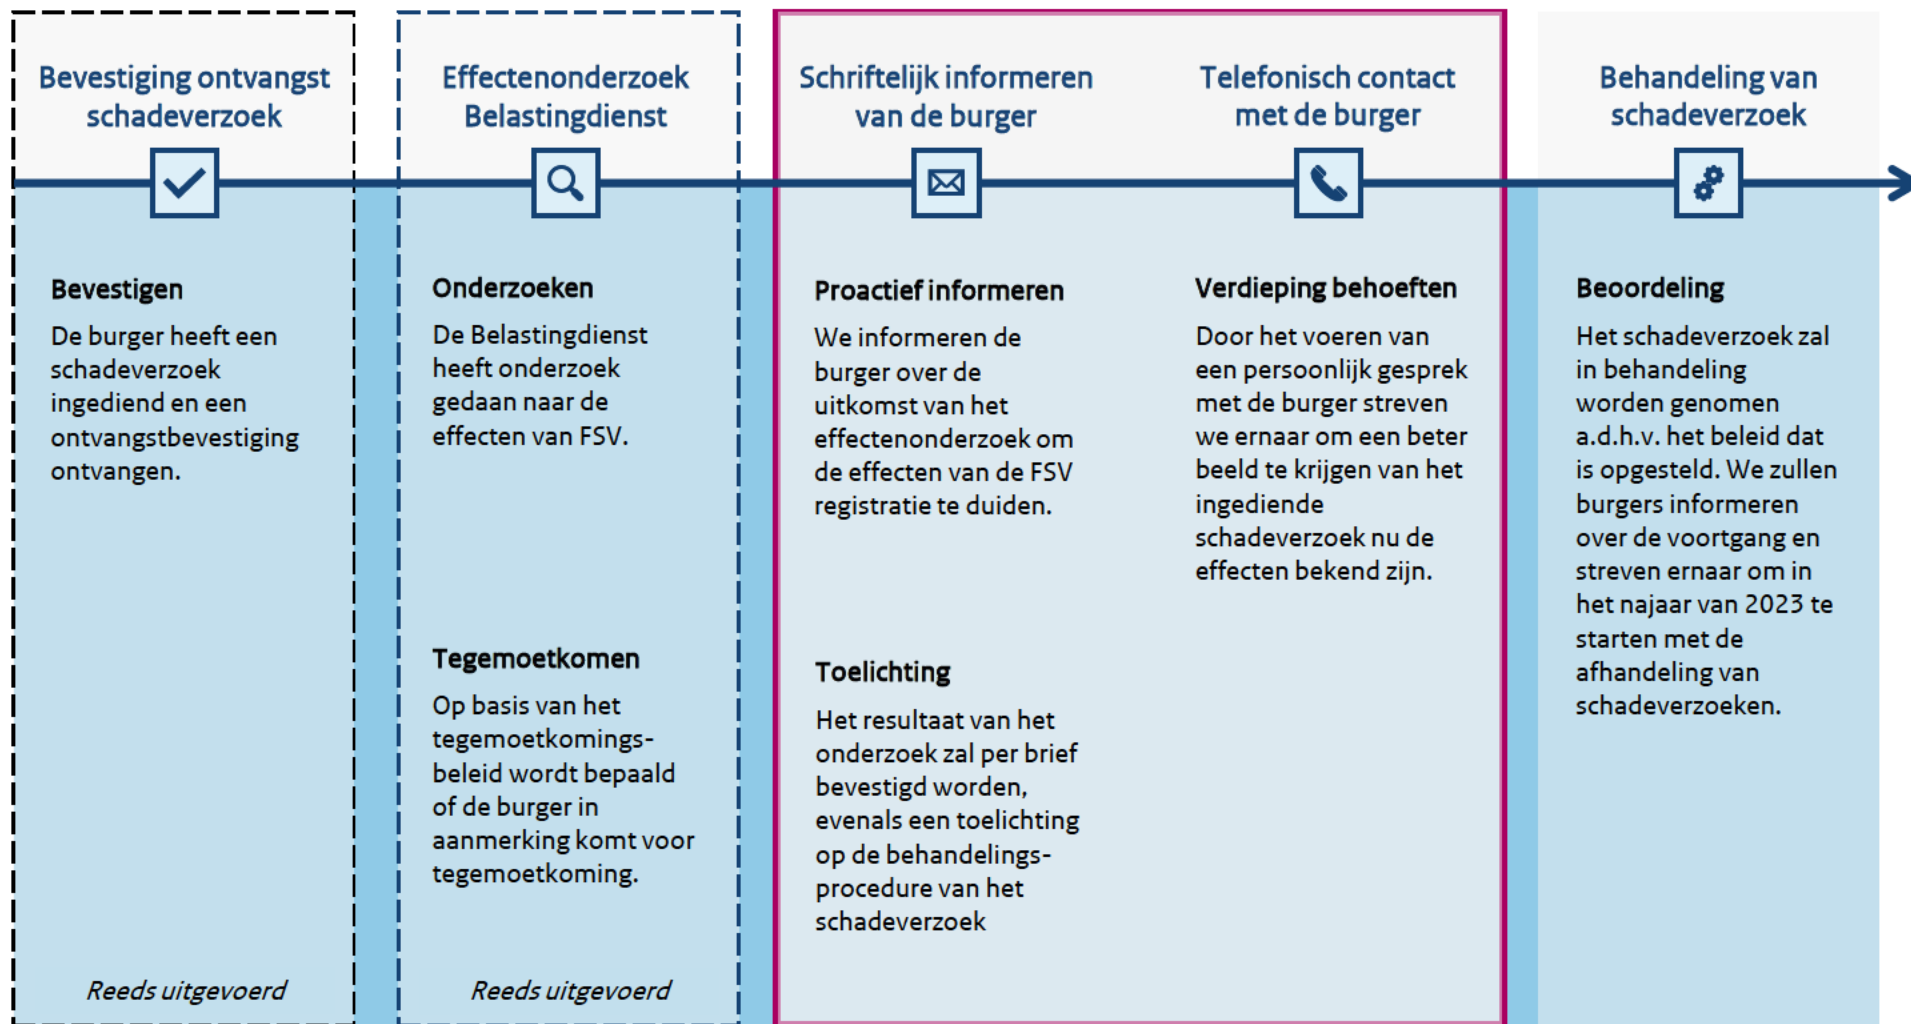 Bevestiging ontvangst
schadeverzoek
Effectenonderzoek
Belastingdienst
Schriftelijk informeren
van de burger
Telefonisch contact
met de burger
Behandeling van
schadeverzoek
Bevestigen
De burger heeft een
schadeverzoek
ingediend en een
ontvangstbevestiging
ontvangen.
Reeds uitgevoerd
Onderzoeken
De Belastingdienst
heeft onderzoek
gedaan naar de
effecten van FSV.
Tegemoetkomen
Op basis van het
tegemoetkomings-
beleid wordt bepaald
of de burger in
aanmerking komt voor
tegemoetkoming.
Reeds uitgevoerd
Proactief informeren
We informeren de
burger over de
uitkomst van het
effectenonderzoek om
de effecten van de FSV
registratie te duiden.
Toelichting
Het resultaat van het
onderzoek zal per brief
bevestigd worden,
evenals een toelichting
op de behandelings-
procedure van het
schadeverzoek
Verdieping behoeften
Door het voeren van
een persoonlijk gesprek
met de burger streven
we ernaar om een beter
beeld te krijgen van het
ingediende
schadeverzoek nu de
effecten bekend zijn.
Beoordeling
Het schadeverzoek zal
in behandeling
worden genomen
a.d.h.v. het beleid dat
is opgesteld. We zullen
burgers informeren
over de voortgang en
streven ernaar om in
het najaar van 2023 te
starten met de
afhandeling van
schadeverzoeken.